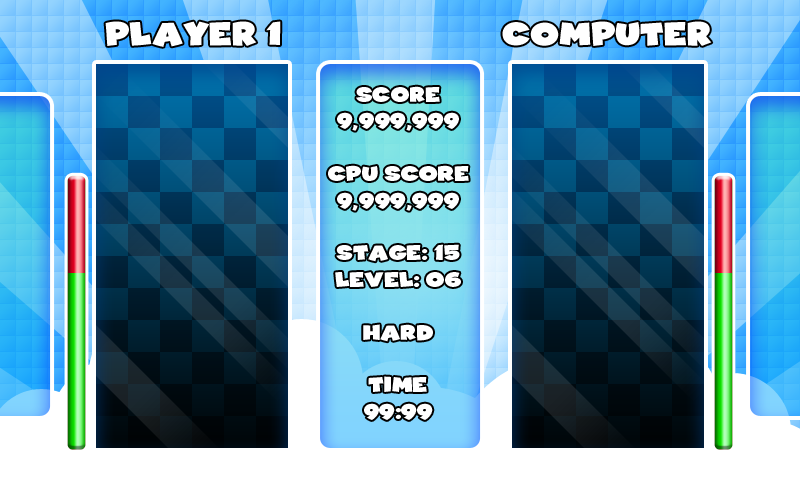 PLAYER 1
COMPUTER
SCORE
9,999,999
CPU SCORE
9,999,999
STAGE: 15
LEVEL: 06
HARD
TIME
99:99